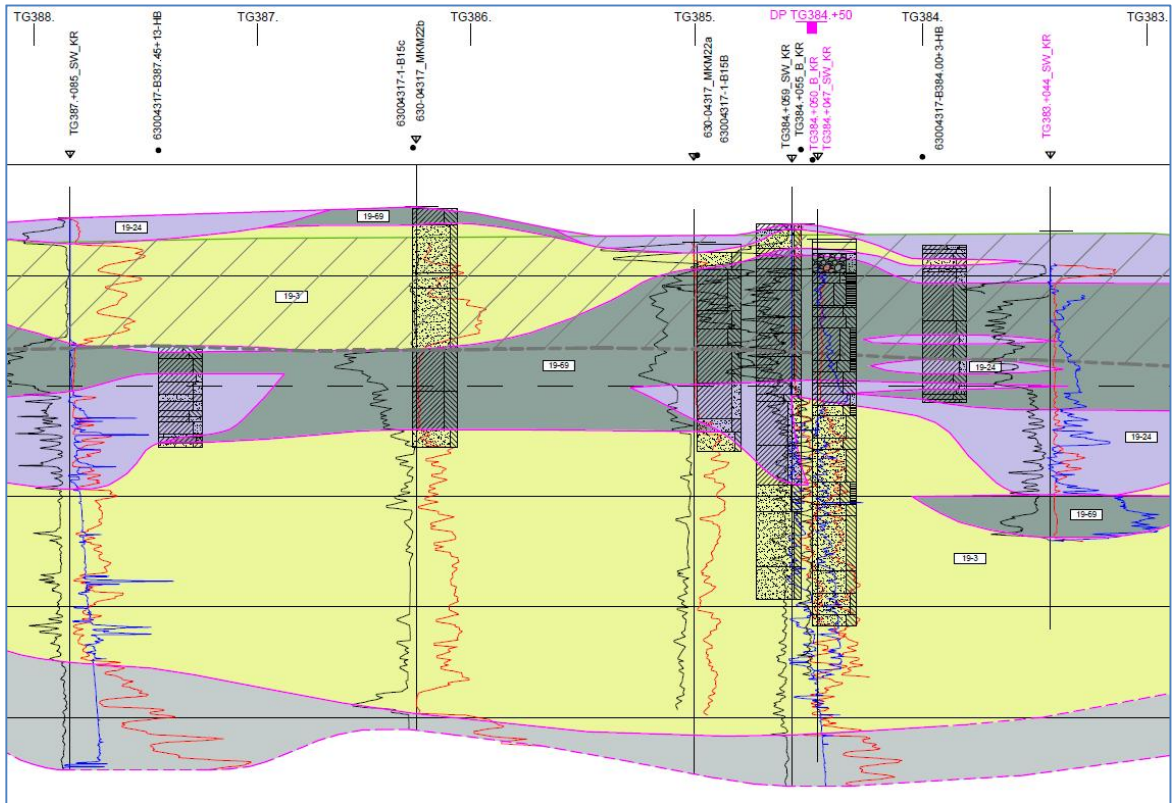 TG388.
TG387.
TG386.
TG385.
DP TG384.+50
TG384.
TG383.
TG387.+085_SW_KR
63004317-B387.45+13-HB
63004317-1-B15c
630-04317_MKM22b
630-04317_MKM22a
63004317-1-B15B
TG384.+059_SW_KR
TG384.+055_B_KR
TG384.+050_B_KR
TG384.+047_SW_KR
63004317-B384.00+3-HB
TG383.+044_SW_KR
19-24
19-69
19-3
19-69
19-24
19-24
19-69
19-3